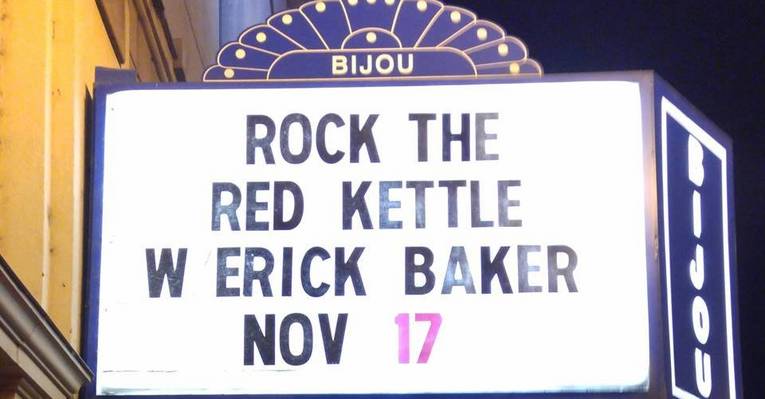 BIJOU
ROCK THE
RED KETTLE
W ERICK BAKER
NOV 17
BIJOU